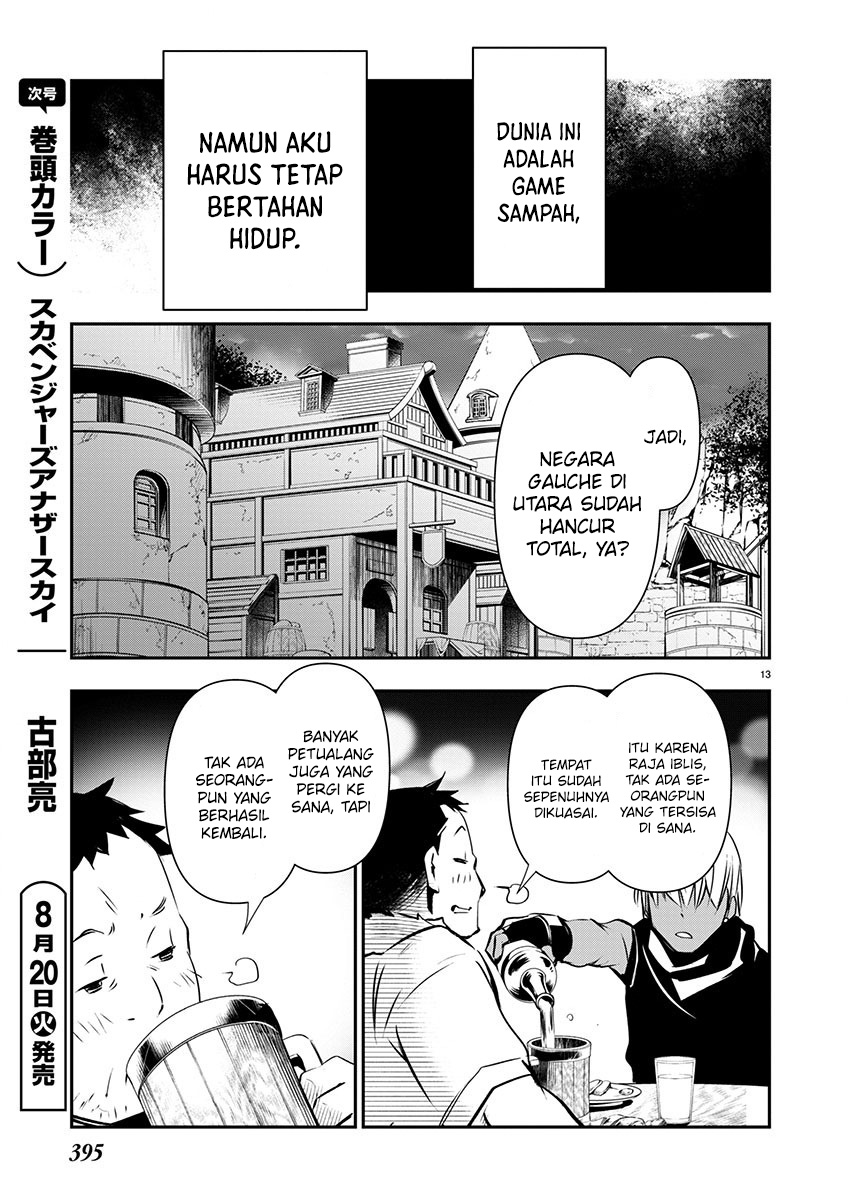 DUNIA INI
ADALAH
GAME
SAMPAH,
NAMUN AKU
HARUS TETAP
BERTAHAN
HIDUP.
JADI,
NEGARA
GAUCHE DI
UTARA SUDAH
HANCUR
TOTAL, YA?
13
ITU KARENA
RAJA IBLIS,
TAK ADA SE-
ORANGPUN
YANG TERSISA
DI SANA.
TEMPAT
ITU SUDAH
SEPENUHNYA
DIKUASAI.
BANYAK
PETUALANG
JUGA YANG
PERGI KE
SANA, TAPI
TAK ADA
SEORANG-
PUN YANG
BERHASIL
KEMBALI.
次号
巻頭カラー
スカベンジャーズアナザースカイ
古部亮
8月20日火発売
395